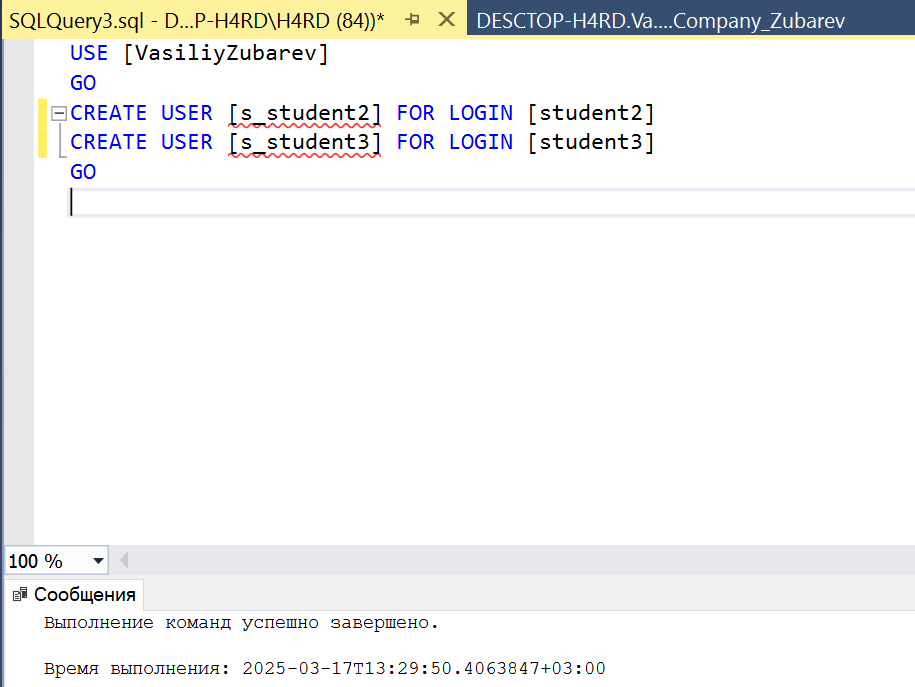 SQLQuery3.sql - D...P-H4RD\H4RD (84))* DESCTOP-H4RD.Va....Company_Zubarev
USE [VasiliyZubarev]
GO
CREATE USER [s_student2] FOR LOGIN [student2]
CREATE USER [s_student3] FOR LOGIN [student3]
GO
100 %
Сообщения
Выполнение команд успешно завершено.
Время выполнения: 2025-03-17T13:29:50.4063847+03:00